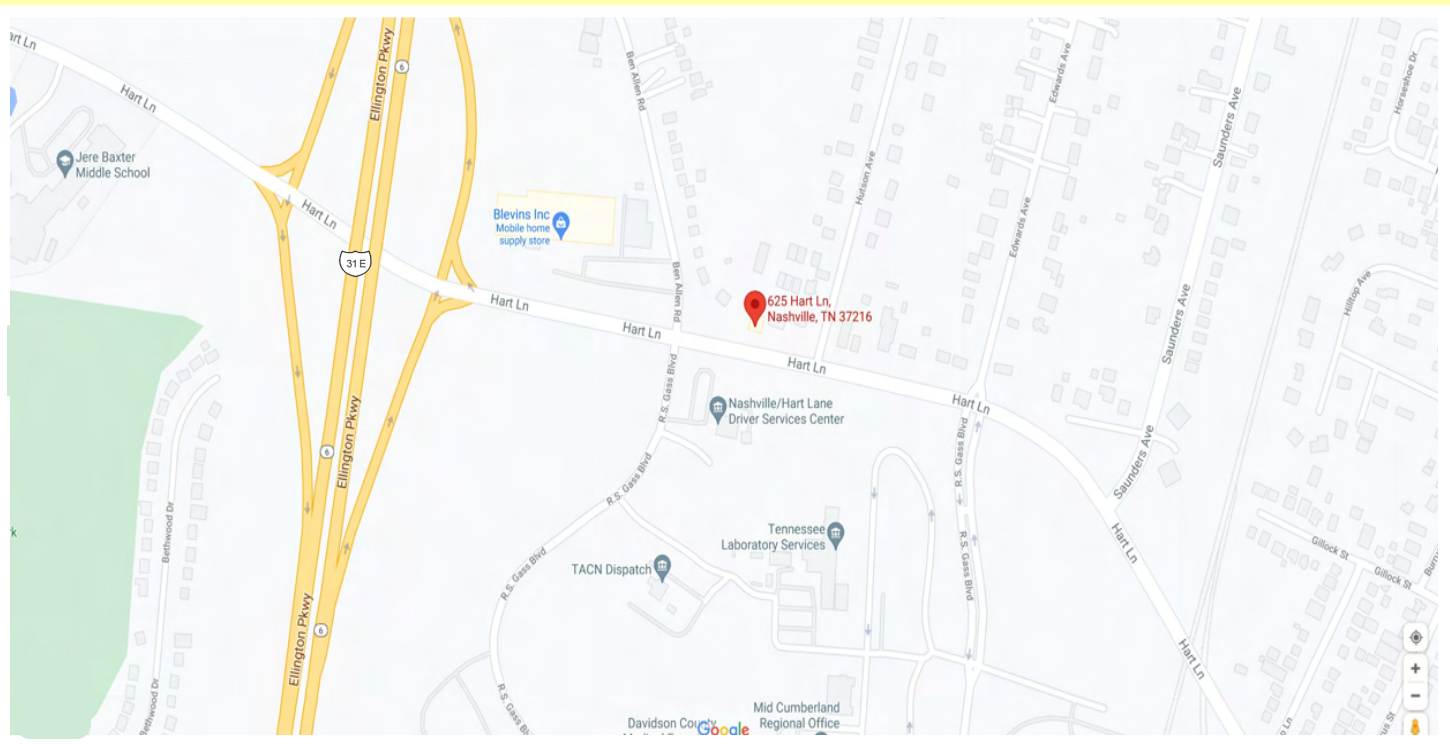 Hart Ln
Ellington Pkwy
6
Ben Allen Rd
Edwards Ave
Saunders Ave
Horseshoe Dr
Jere Baxter
Middle School
Hart Ln
Hutson Ave
Blevins Inc
Mobile home
supply store
Edwards Ave
31 E
Ben Allen Rd
Hilltop Ave
Hart Ln
625 Hart Ln,
Nashville, TN 37216
Saunders Ave
Hart Ln
Hart Ln
R.S. Gass Blvd
Nashville/Hart Lane
Driver Services Center
Hart Ln
Ellington Pkwy
6
R.S. Gass Blvd
R.S. Gass Blvd
Saunders Ave
Bethwood Dr
Tennessee
Laboratory Services
Hart Ln
Gillock St
Gillock St
TACN Dispatch
R.S. Gass Blvd
R.S. Gass Blvd
6
Ellington Pkwy
Hart Ln
Bethwood Dr
R.S. Gass Blvd
Mid Cumberland
Regional Office
Google